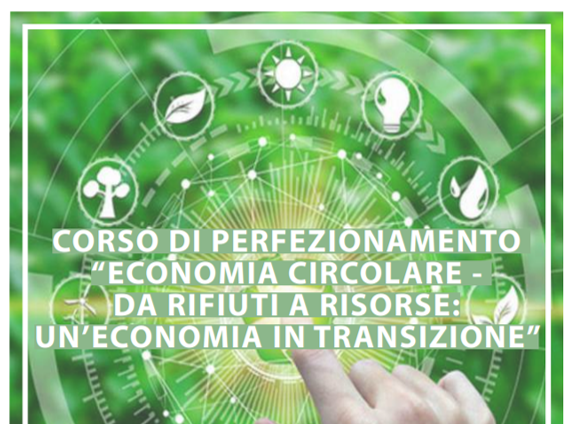 CORSO DI PERFEZIONAMENTO
“ECONOMIA CIRCOLARE -
DA RIFIUTI A RISORSE:
UN’ECONOMIA IN TRANSIZIONE”